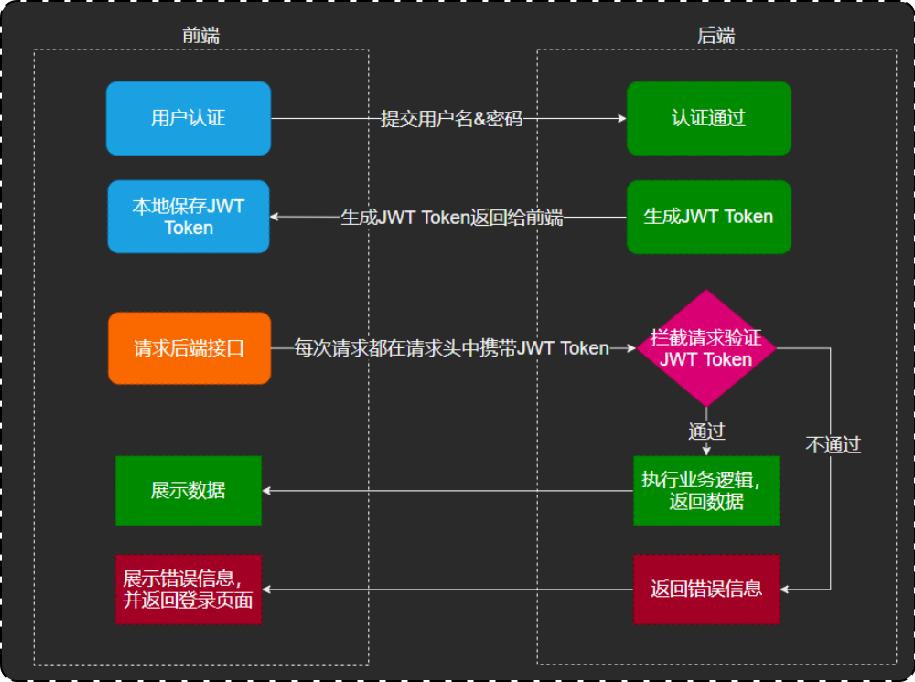 前端
后端
用户认证
提交用户名&密码
认证通过
本地保存JWT
Token
生成JWT Token返回给前端
生成JWT Token
请求后端接口
每次请求都在请求头中携带JWT Token
拦截请求验证
JWT Token
通过
不通过
展示数据
执行业务逻辑，
返回数据
展示错误信息，
并返回登录页面
返回错误信息